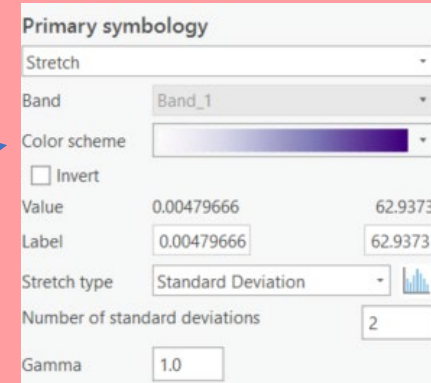 Primary symbology
Stretch
Band Band_1
Color scheme
Invert
Value 0.00479666 62.9373
Label 0.00479666 62.9373
Stretch type Standard Deviation
Number of standard deviations 2
Gamma 1.0